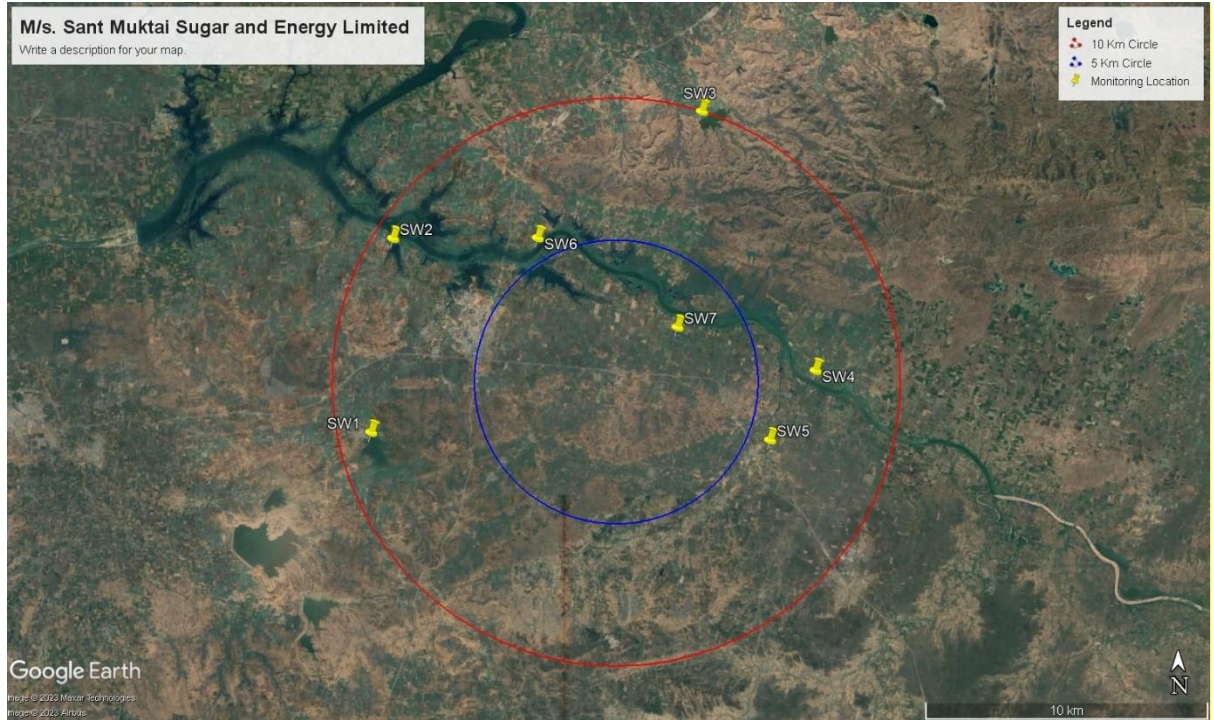 M/s. Sant Muktai Sugar and Energy Limited
Write a description for your map.
Legend
10 Km Circle
5 Km Circle
Monitoring Location
SW3
SW2
SW6
SW7
SW4
SW1
SW5
Google Earth
Image © 2023 Maxar Technologies
Image © 2023 Airbus
N
10 km